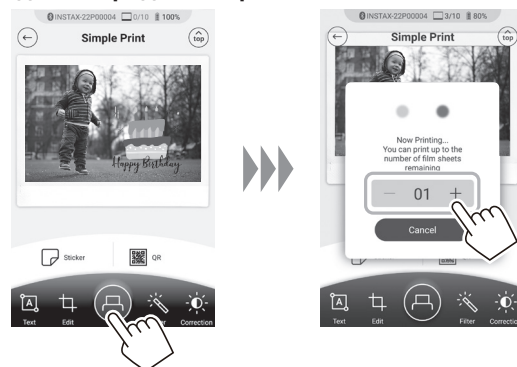 INSTAX-22P00004 0/10 100%
Simple Print
top
Happy Birthday
Sticker
QR
Text
Edit
Correction
INSTAX-22P00004 3/10 80%
Simple Print
top
Now Printing...
You can print up to the
number of film sheets
remaining
01
Cancel
Text
Edit
Filter
Correction